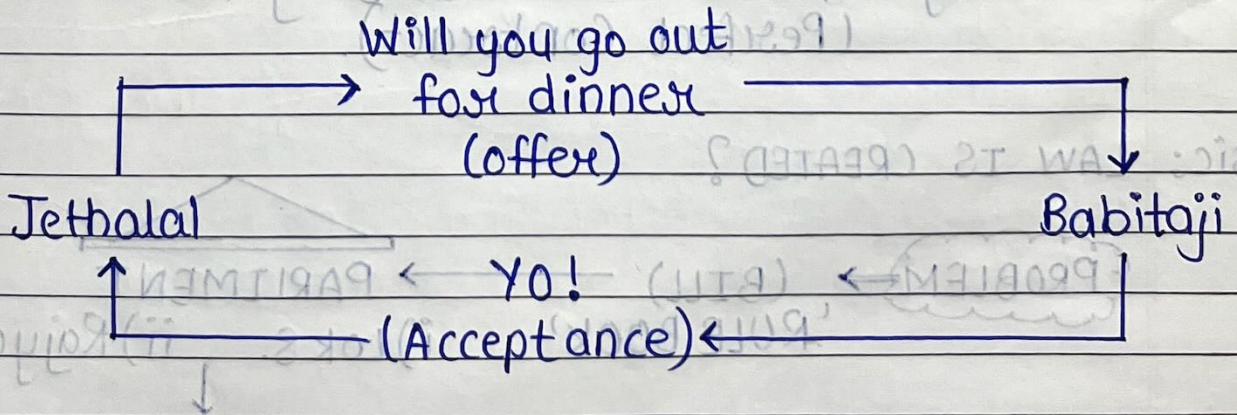 Will you go out
for dinner
(offer)
Jethalal
Babitaji
YO!
(Acceptance)